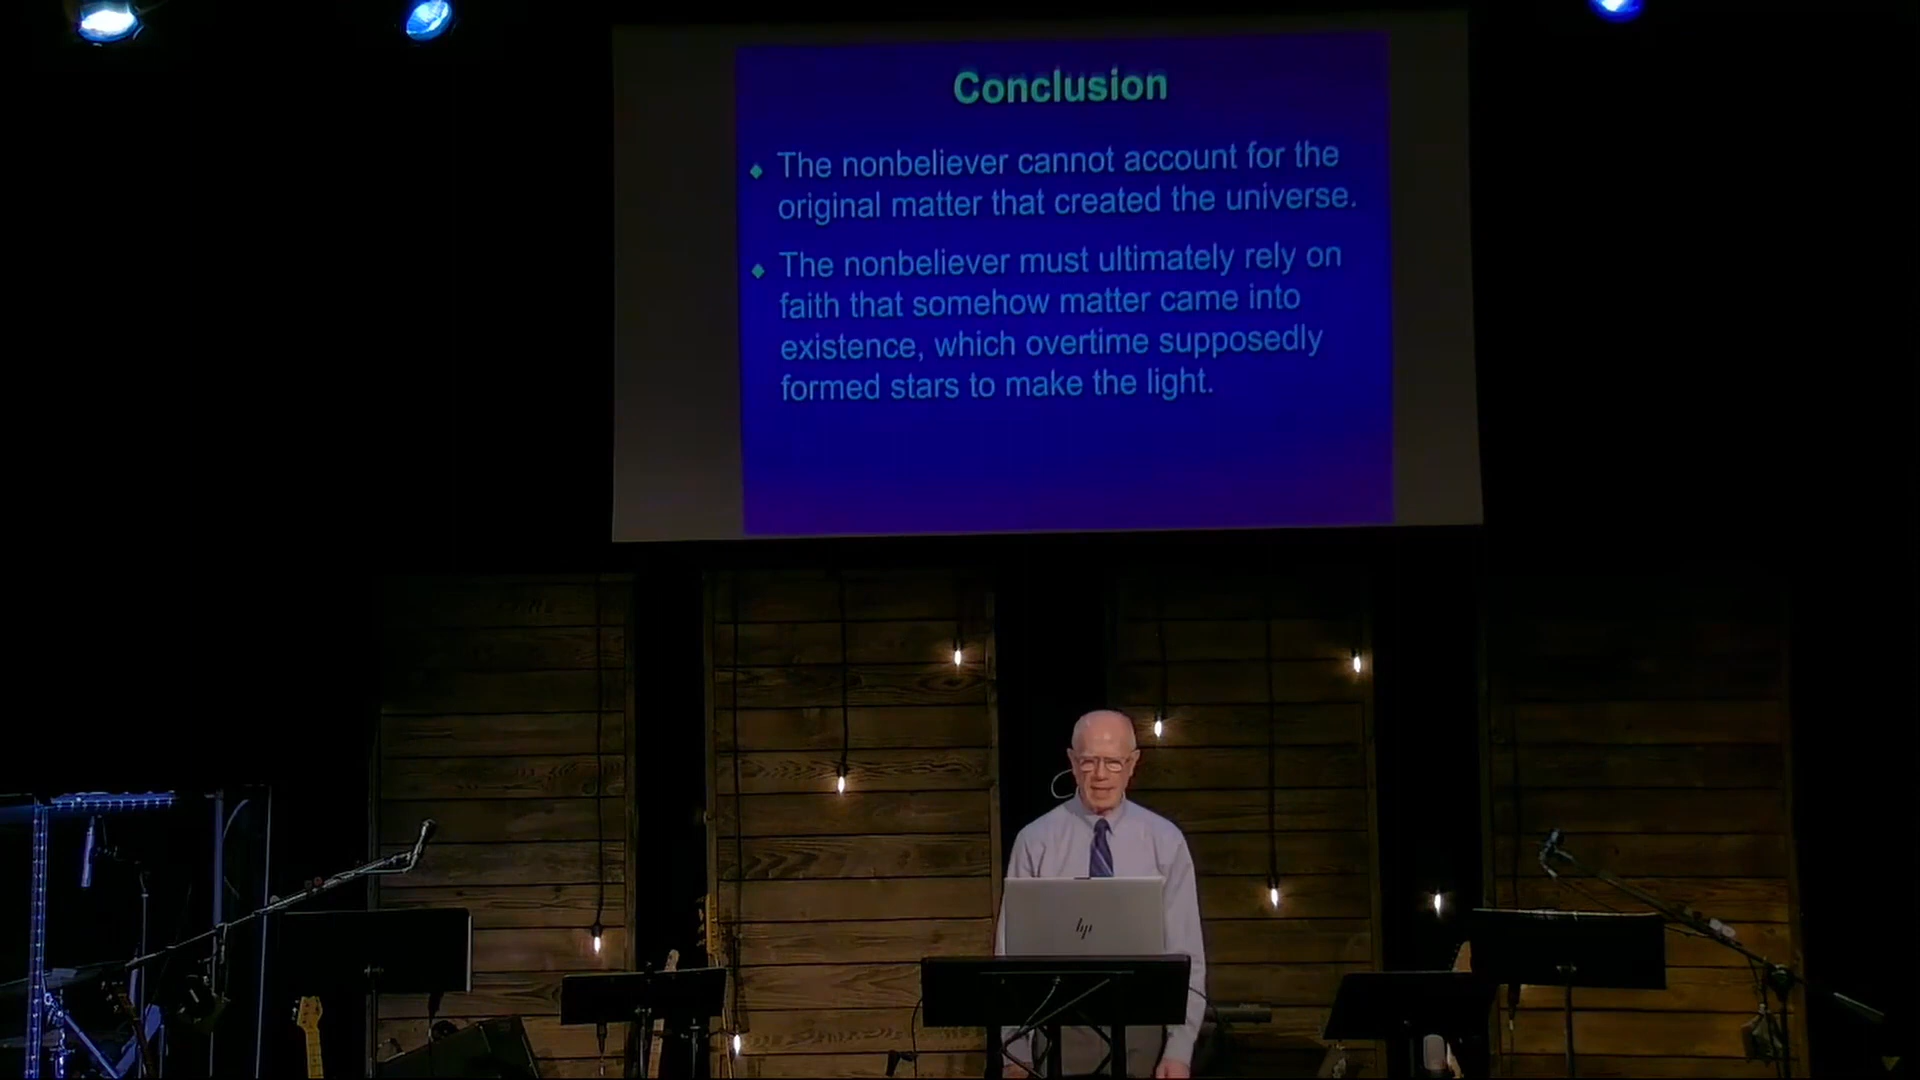 Conclusion
The nonbeliever cannot account for the
original matter that created the universe.
The nonbeliever must ultimately rely on
faith that somehow matter came into
existence, which overtime supposedly
formed stars to make the light.
hp